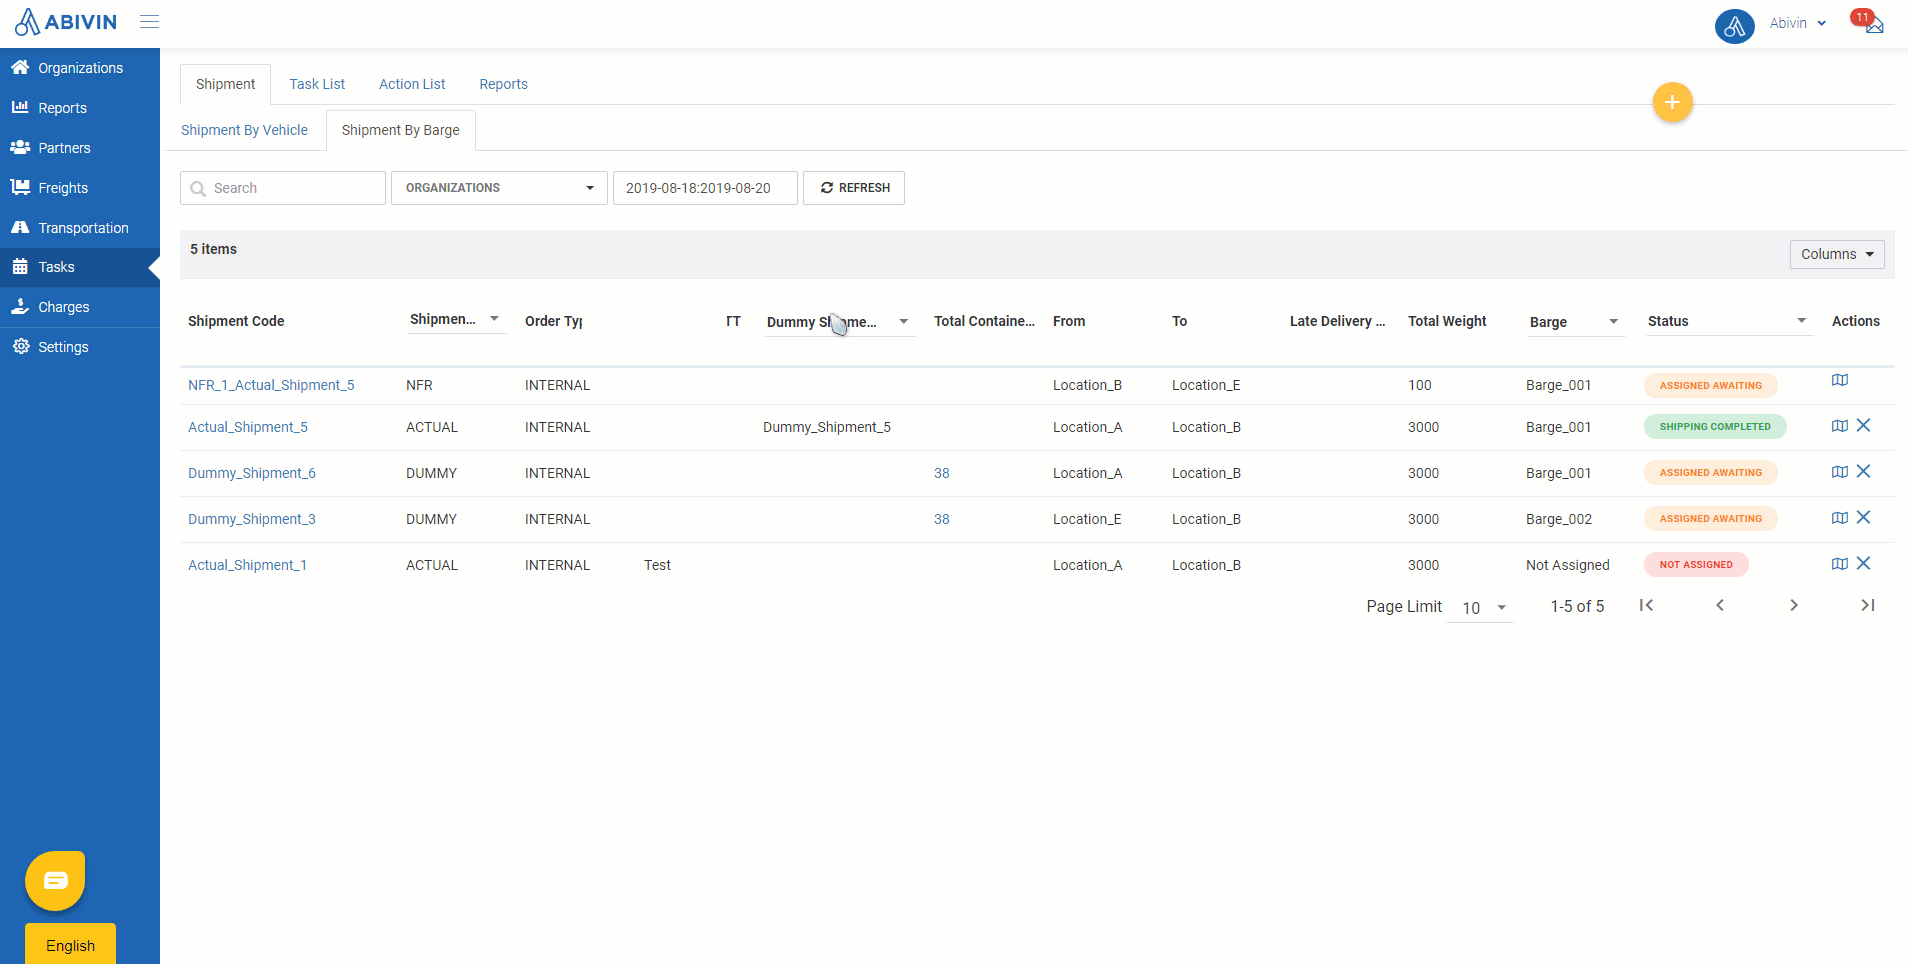 ABIVIN
Abivin
11
Organizations
Reports
Partners
Freights
Transportation
Tasks
Charges
Settings
Shipment Task List Action List Reports
Shipment By Vehicle Shipment By Barge
Search ORGANIZATIONS 2019-08-18:2019-08-20 REFRESH
5 items
Columns
Shipment Code Shipmen... Order Typ TT Dummy Shipme... Total Containe... From To Late Delivery ... Total Weight Barge Status Actions
NFR_1_Actual_Shipment_5 NFR INTERNAL Location_B Location_E 100 Barge_001 ASSIGNED AWAITING
Actual_Shipment_5 ACTUAL INTERNAL Dummy_Shipment_5 Location_A Location_B 3000 Barge_001 SHIPPING COMPLETED
Dummy_Shipment_6 DUMMY INTERNAL 38 Location_A Location_B 3000 Barge_001 ASSIGNED AWAITING
Dummy_Shipment_3 DUMMY INTERNAL 38 Location_E Location_B 3000 Barge_002 ASSIGNED AWAITING
Actual_Shipment_1 ACTUAL INTERNAL Test Location_A Location_B 3000 Not Assigned NOT ASSIGNED
Page Limit 10 1-5 of 5
English